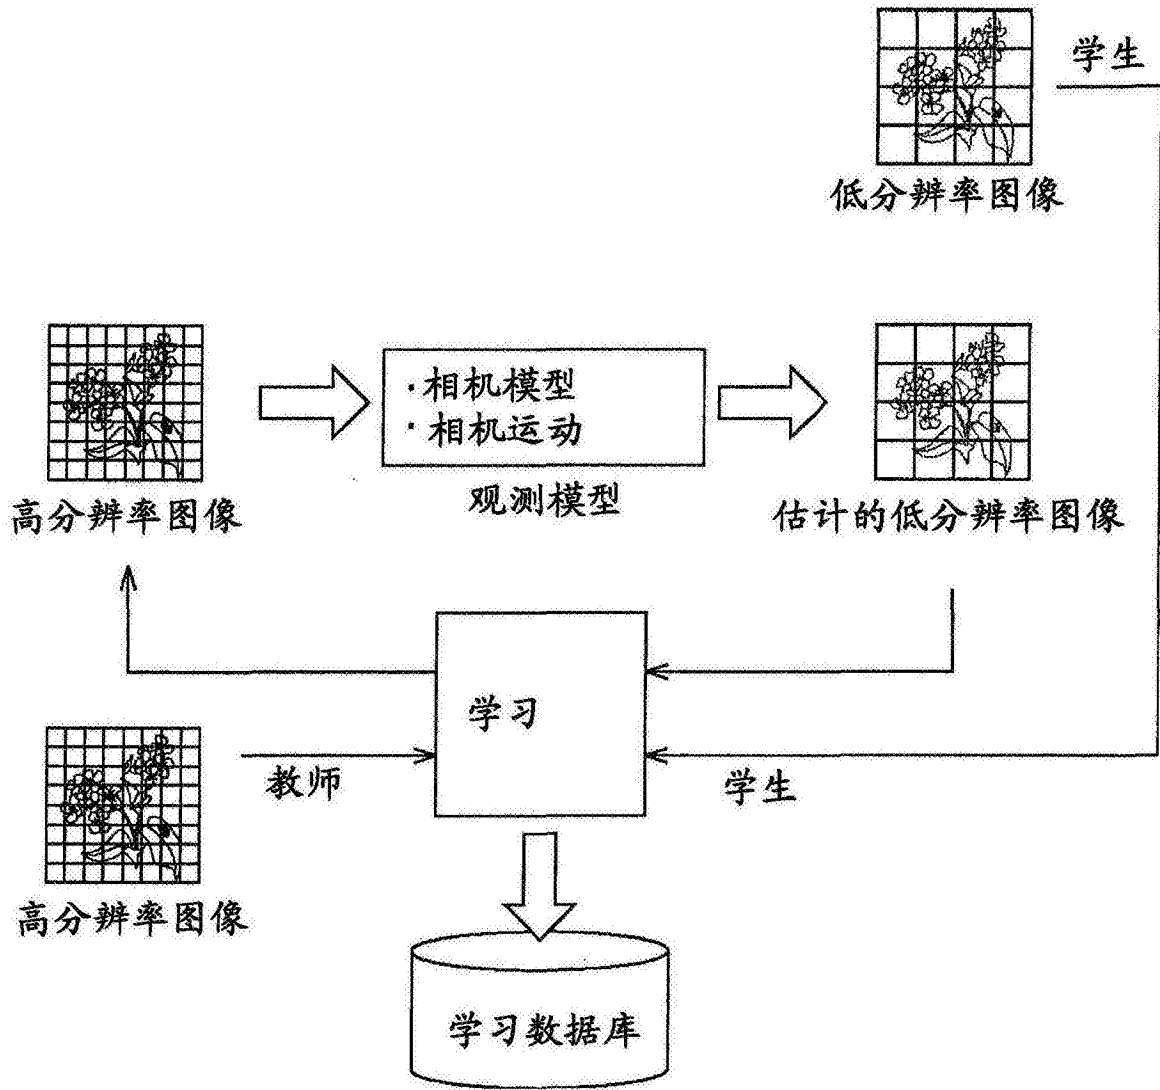 学生
低分辨率图像
·相机模型
·相机运动
观测模型
高分辨率图像
估计的低分辨率图像
学习
教师
学生
高分辨率图像
学习数据库